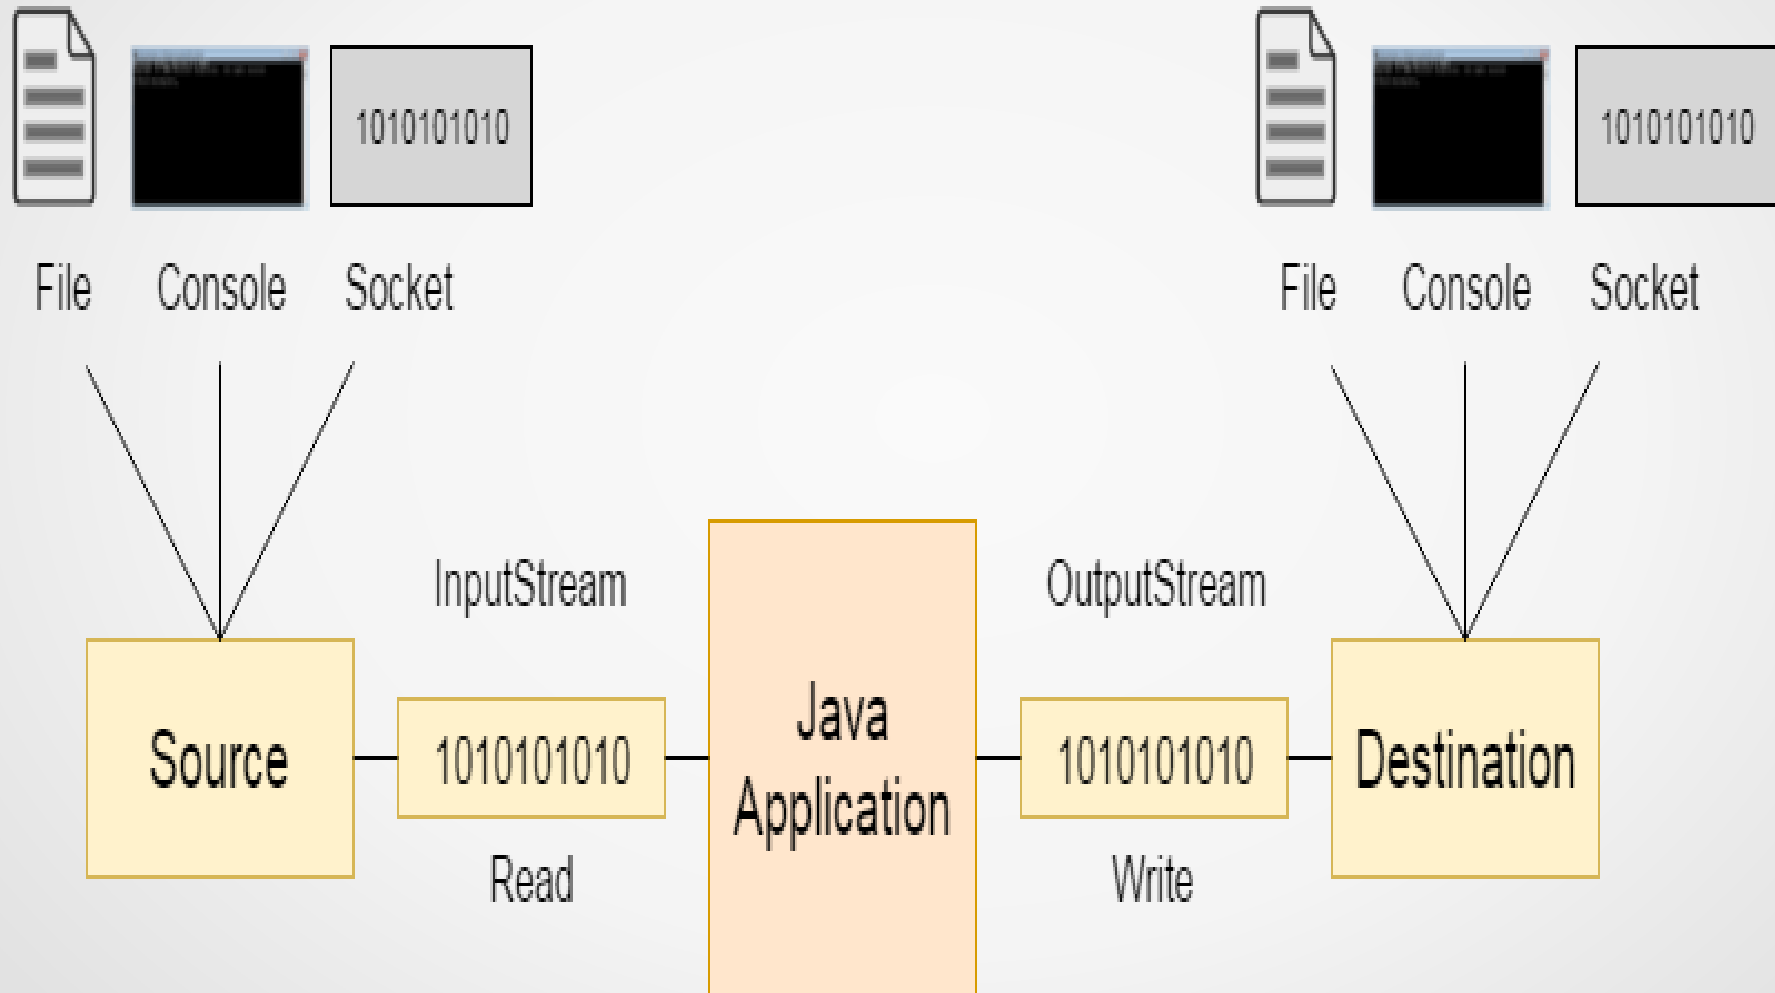 1010101010
1010101010
File Console Socket
File Console Socket
InputStream
OutputStream
Source
1010101010
Java
Application
1010101010
Destination
Read
Write